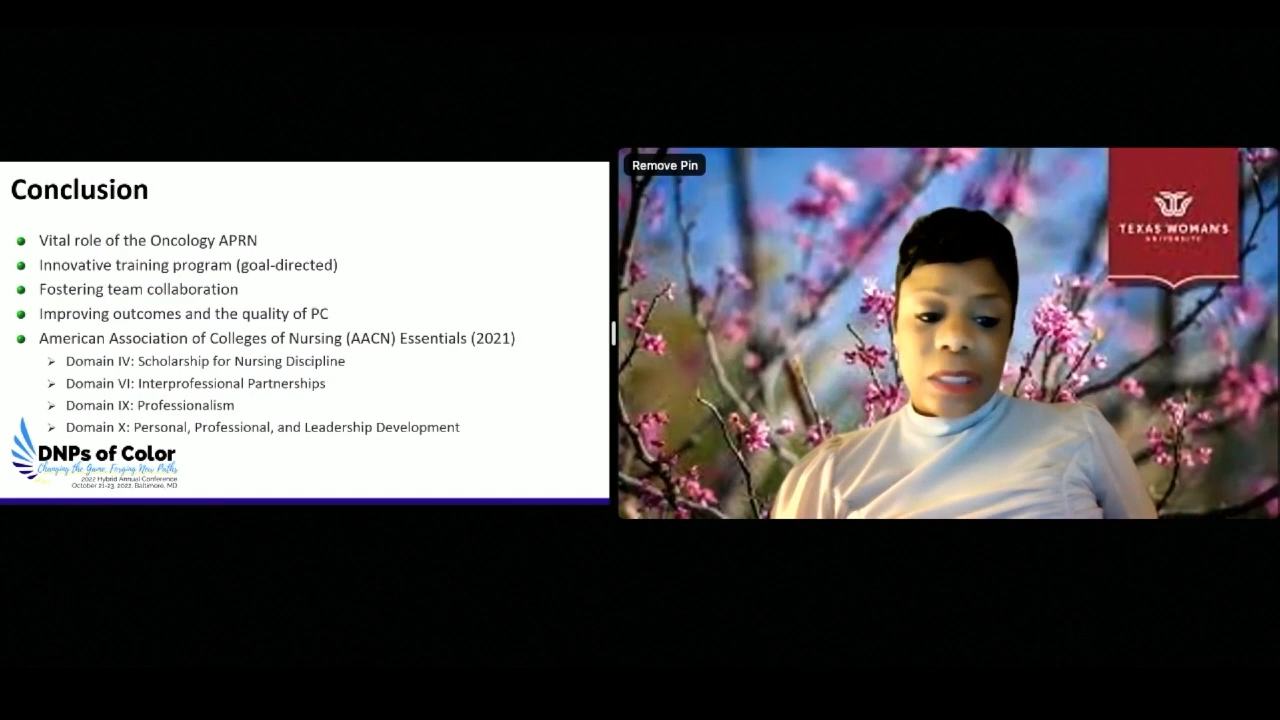 Conclusion
Vital role of the Oncology APRN
Innovative training program (goal-directed)
Fostering team collaboration
Improving outcomes and the quality of PC
American Association of Colleges of Nursing (AACN) Essentials (2021)
Domain IV: Scholarship for Nursing Discipline
Domain VI: Interprofessional Partnerships
Domain IX: Professionalism
Domain X: Personal, Professional, and Leadership Development
DNPs of Color
Changing the Game, Forging New Paths
2022 Hybrid Annual Conference
October 21-23, 2022, Baltimore, MD
Remove Pin
TEXAS WOMAN'S
UNIVERSITY